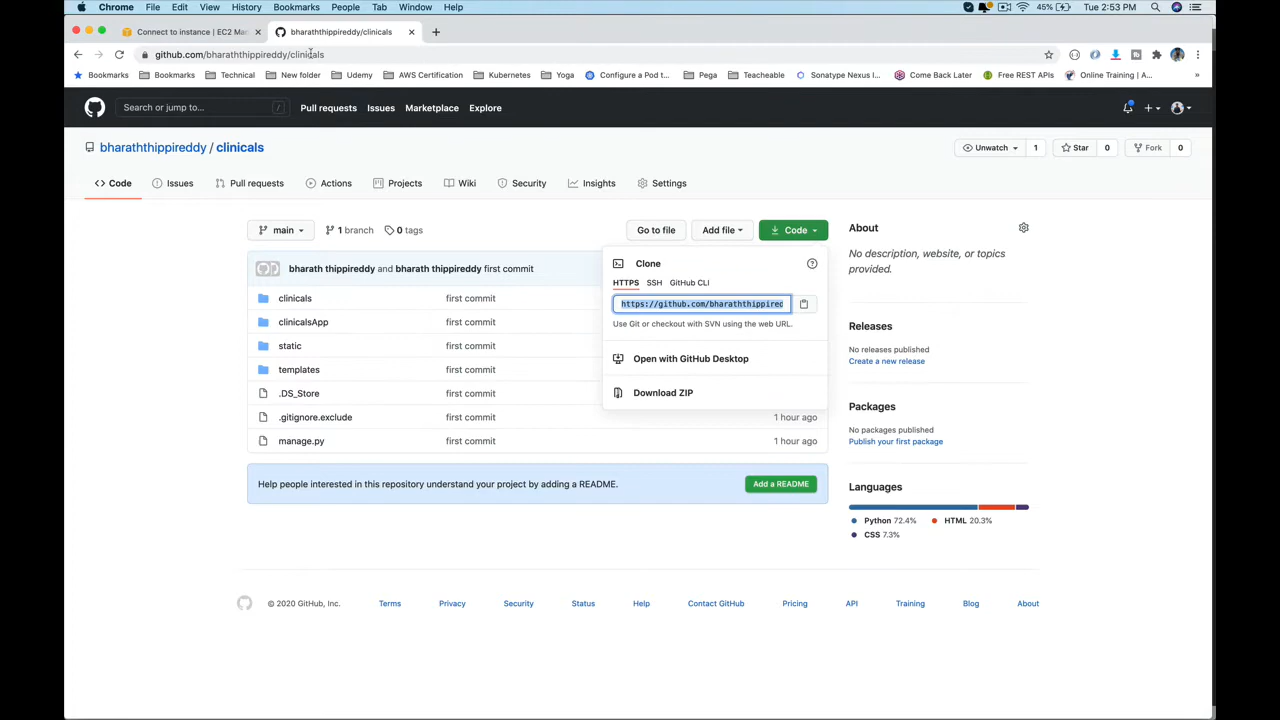 Chrome File Edit View History Bookmarks People Tab Window Help 45% Tue 2:53 PM
Connect to instance | EC2 Ma bharaththippireddy/clinicals
github.com/bharaththippireddy/clinicals
Bookmarks Bookmarks Technical New folder Udemy AWS Certification Kubernetes Yoga Configure a Pod t... Pega Teacheable Sonatype Nexus I... Come Back Later Free REST APIs Online Training | A... »
Search or jump to... / Pull requests Issues Marketplace Explore
bharaththippireddy / clinicals Unwatch 1 Star 0 Fork 0
Code Issues Pull requests Actions Projects Wiki Security Insights Settings
main 1 branch 0 tags Go to file Add file Code
About
No description, website, or topics
provided.
bharath thippireddy and bharath thippireddy first commit
clinicals first commit
clinicalsApp first commit
static first commit
templates first commit
.DS_Store first commit
.gitignore.exclude first commit 1 hour ago
manage.py first commit 1 hour ago
Clone
HTTPS SSH GitHub CLI
https://github.com/bharaththippired
Use Git or checkout with SVN using the web URL.
Open with GitHub Desktop
Download ZIP
Help people interested in this repository understand your project by adding a README. Add a README
Releases
No releases published
Create a new release
Packages
No packages published
Publish your first package
Languages
Python 72.4% HTML 20.3%
CSS 7.3%
© 2020 GitHub, Inc. Terms Privacy Security Status Help Contact GitHub Pricing API Training Blog About